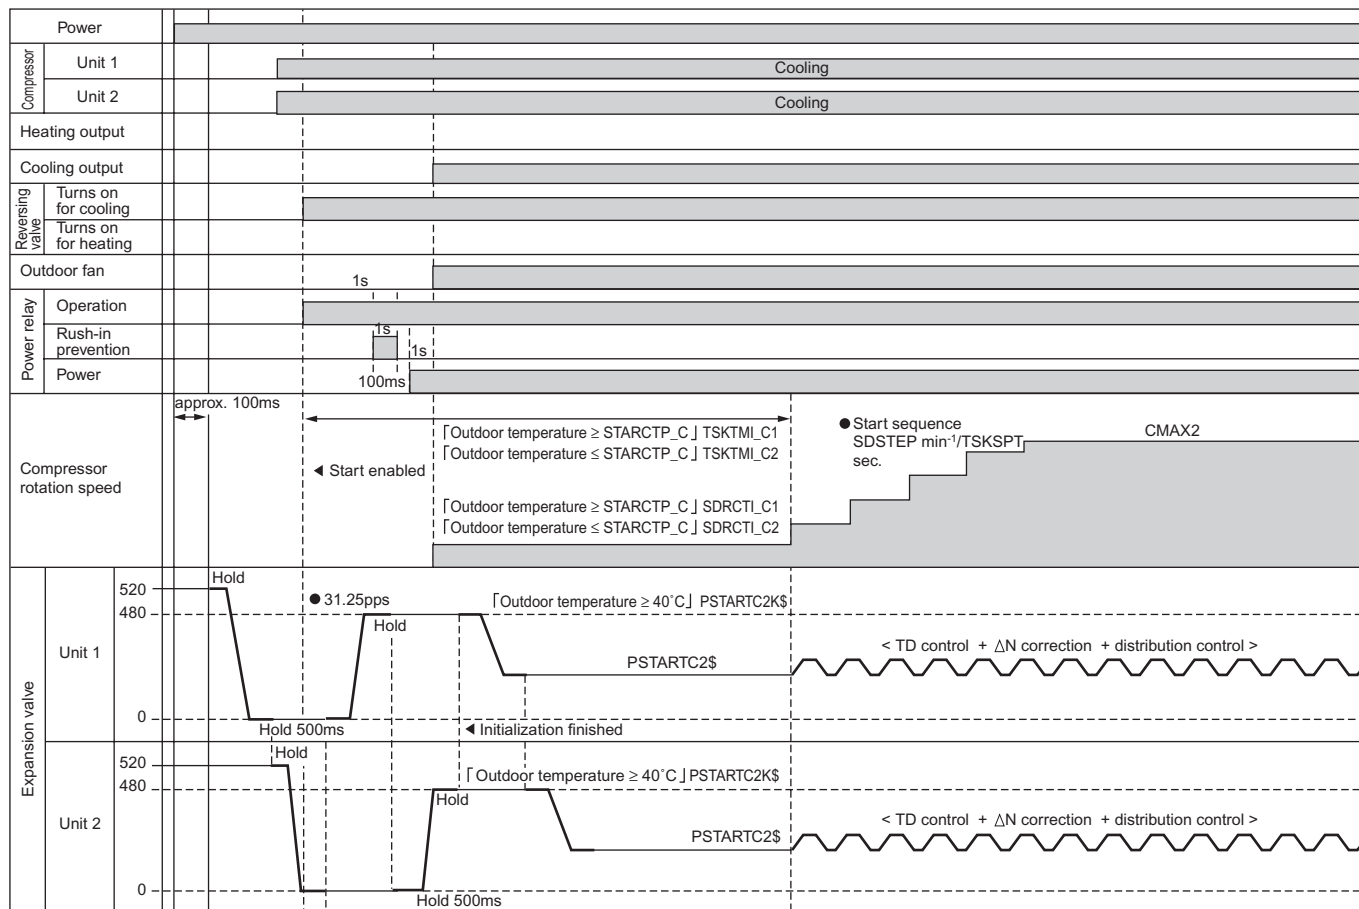 Power
Compressor
Unit 1
Cooling
Unit 2
Cooling
Heating output
Cooling output
Reversing valve
Turns on
for cooling
Turns on
for heating
Outdoor fan
1s
Power relay
Operation
Rush-in
prevention
1s
1s
Power
100ms
approx. 100ms
Compressor
rotation speed
「Outdoor temperature ≥ STARCTP_C」TSKTMI_C1
「Outdoor temperature ≤ STARCTP_C」TSKTMI_C2
◀ Start enabled
「Outdoor temperature ≥ STARCTP_C」SDRCTI_C1
「Outdoor temperature ≤ STARCTP_C」SDRCTI_C2
● Start sequence
SDSTEP min-1/TSKSPT
sec.
CMAX2
Expansion valve
Unit 1
520
480
0
Hold
● 31.25pps
Hold
「Outdoor temperature ≥ 40˚C」PSTARTC2K$
PSTARTC2$
< TD control + ΔN correction + distribution control >
Hold 500ms
◀ Initialization finished
Unit 2
520
480
0
Hold
「Outdoor temperature ≥ 40˚C」PSTARTC2K$
Hold
PSTARTC2$
< TD control + ΔN correction + distribution control >
Hold 500ms